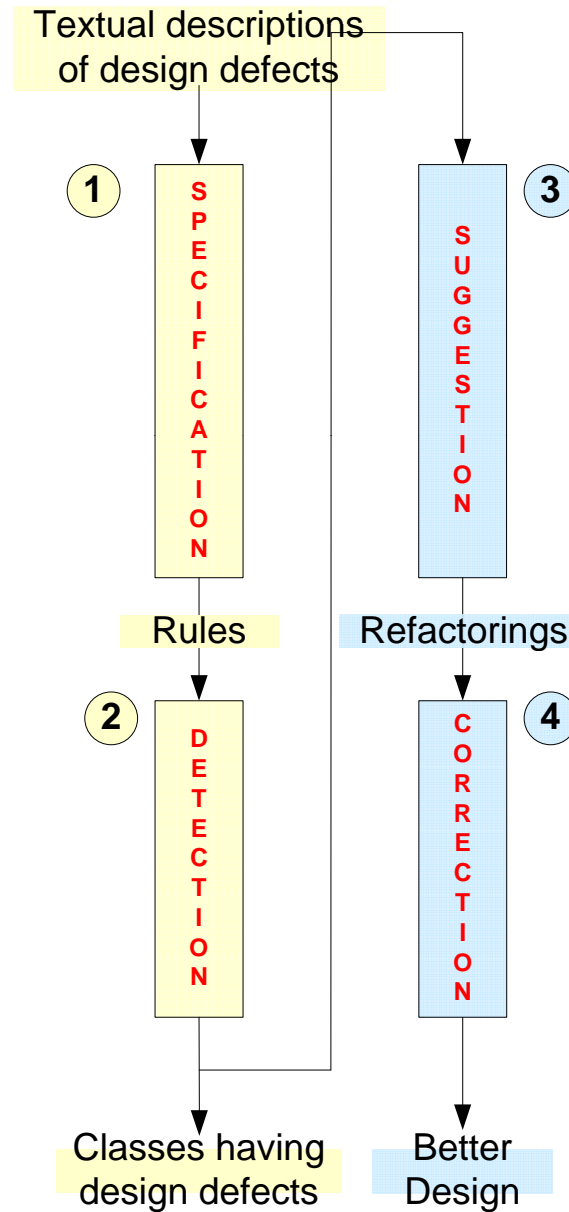 Textual descriptions
of design defects
1
SPECIFICATION
Rules
2
DETECTION
Classes having
design defects
3
SUGGESTION
Refactorings
4
CORRECTION
Better
Design